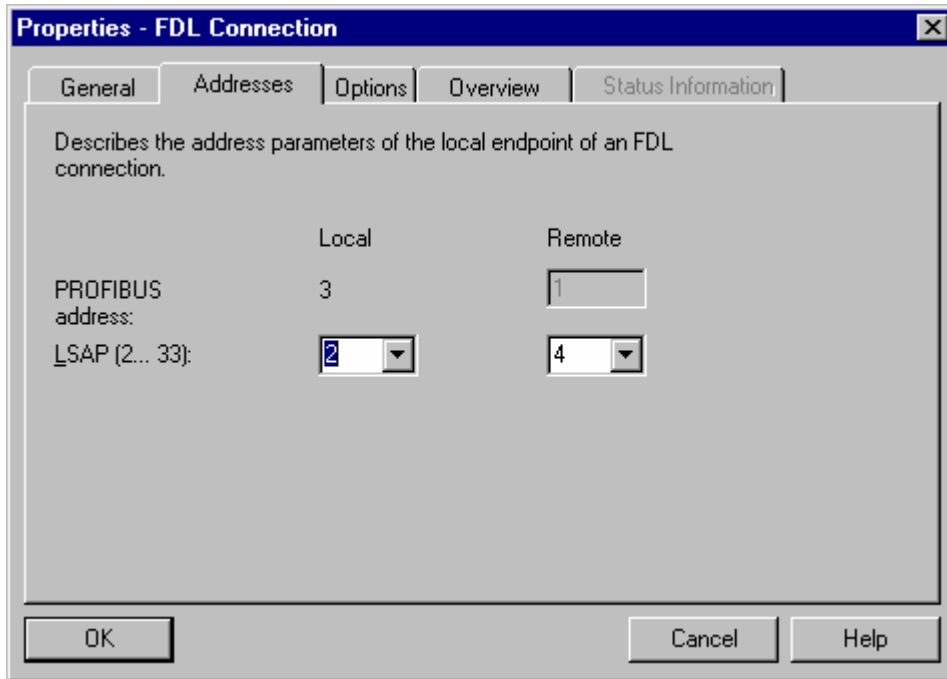 Properties - FDL Connection
General Addresses Options Overview Status Information
Describes the address parameters of the local endpoint of an FDL
connection.
Local Remote
PROFIBUS
address: 3 1
LSAP (2... 33): 2 4
OK Cancel Help